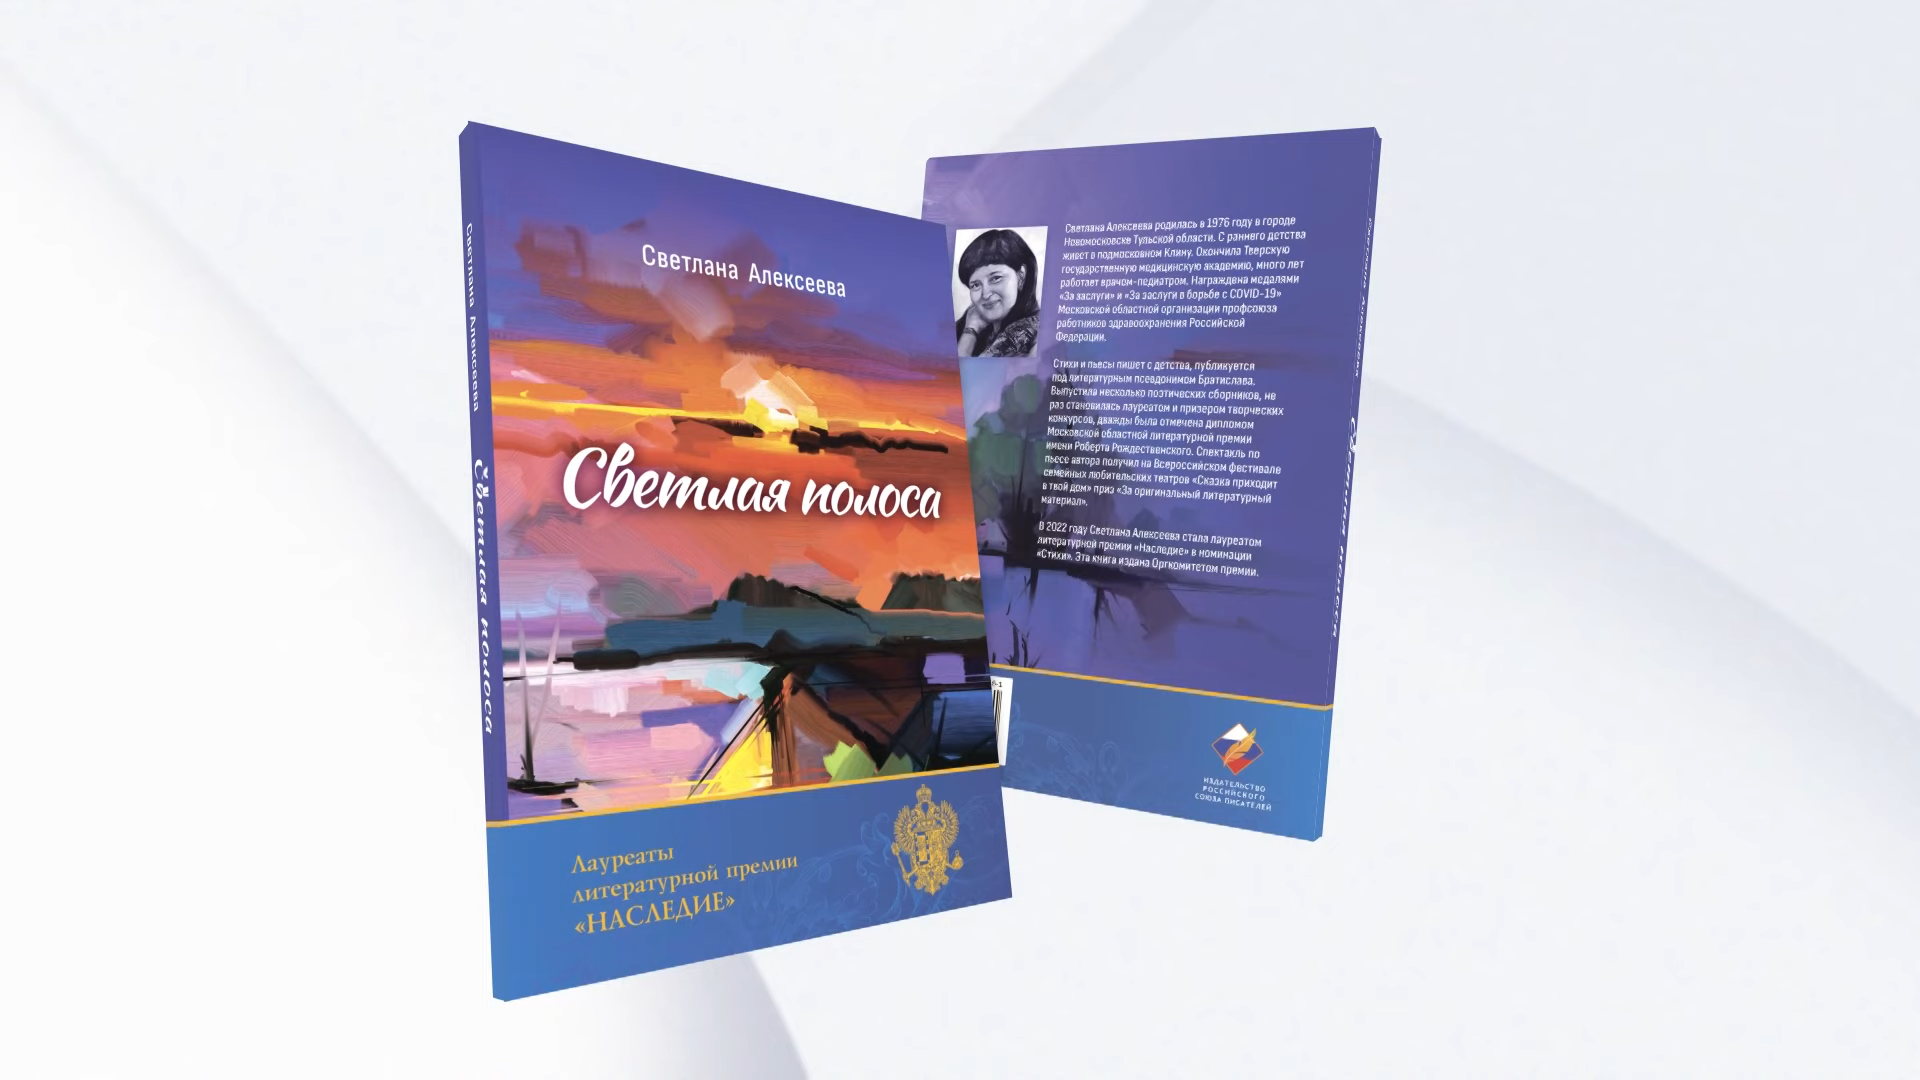 Светлана Алексеева
Светлая полоса
Светлана Алексеева
Светлая полоса
Лауреаты
литературной премии
«НАСЛЕДИЕ»
Светлана Алексеева родилась в 1976 году в городе
Новомосковске Тульской области. С раннего детства
живет в подмосковном Клину. Окончила Тверскую
государственную медицинскую академию, много лет
работает врачом-педиатром. Награждена медалями
«За заслуги» и «За заслуги в борьбе с COVID-19»
Московской областной организации профсоюза
работников здравоохранения Российской
Федерации.
Стихи и пьесы пишет с детства, публикуется
под литературным псевдонимом Братислава.
Выпустила несколько поэтических сборников, не
раз становилась лауреатом и призером творческих
конкурсов, дважды была отмечена дипломом
Московской областной литературной премии
имени Роберта Рождественского. Спектакль по
пьесе автора получил на Всероссийском фестивале
семейных любительских театров «Сказка приходит
в твой дом» приз «За оригинальный литературный
материал».
В 2022 году Светлана Алексеева стала лауреатом
литературной премии «Наследие» в номинации
«Стихи». Эта книга издана Оргкомитетом премии.
8-1
ИЗДАТЕЛЬСТВО
РОССИЙСКОГО
СОЮЗА ПИСАТЕЛЕЙ
Светлана Алексеева
Светлая полоса